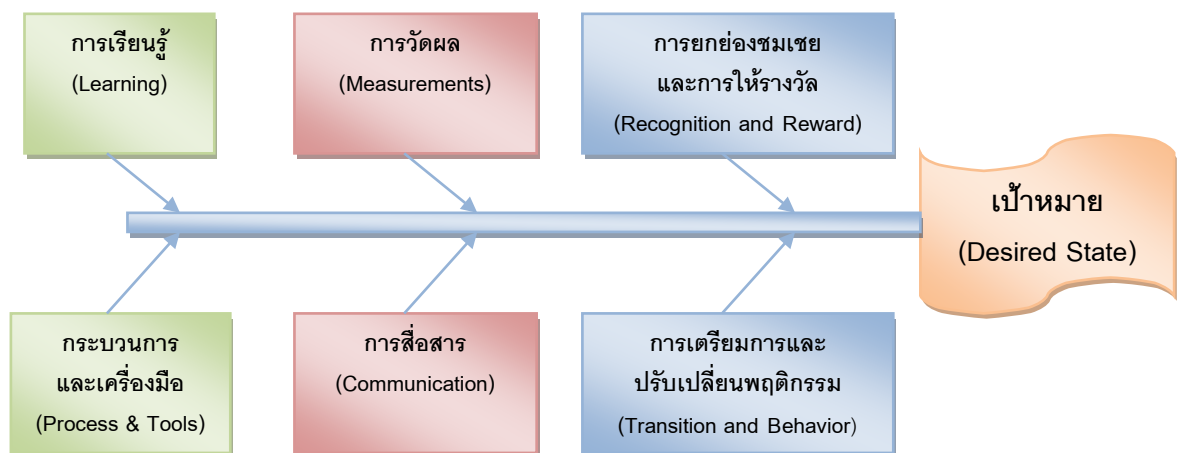 การเรียนรู้
(Learning)
การวัดผล
(Measurements)
การยกย่องชมเชย
และการให้รางวัล
(Recognition and Reward)
เป้าหมาย
(Desired State)
กระบวนการ
และเครื่องมือ
(Process & Tools)
การสื่อสาร
(Communication)
การเตรียมการและ
ปรับเปลี่ยนพฤติกรรม
(Transition and Behavior)